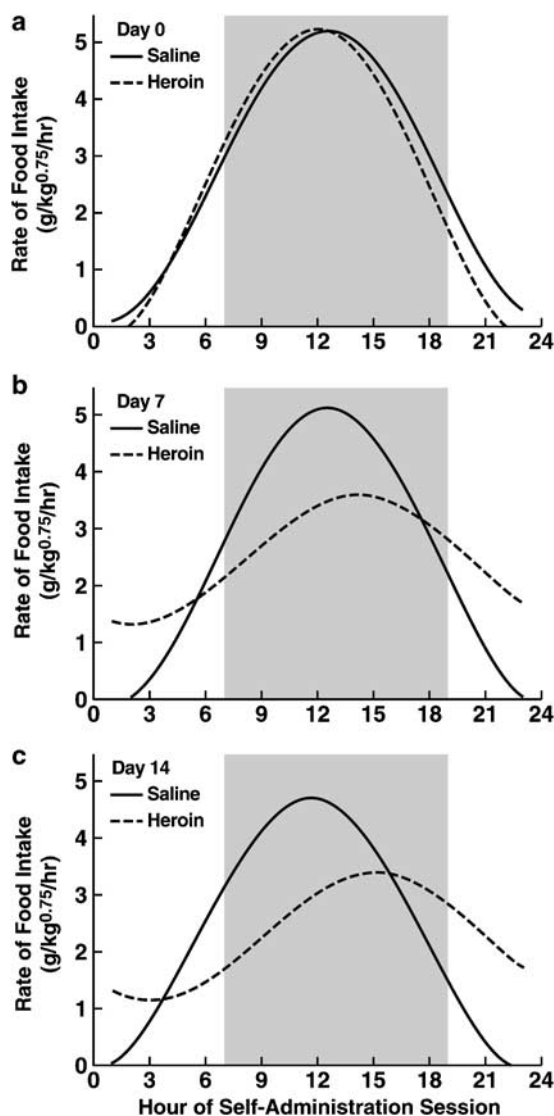 a
Day 0
Saline
Heroin
Rate of Food Intake
(g/kg0.75/hr)
5
4
3
2
1
0
0 3 6 9 12 15 18 21 24
b
Day 7
Saline
Heroin
Rate of Food Intake
(g/kg0.75/hr)
5
4
3
2
1
0
0 3 6 9 12 15 18 21 24
c
Day 14
Saline
Heroin
Rate of Food Intake
(g/kg0.75/hr)
5
4
3
2
1
0
0 3 6 9 12 15 18 21 24
Hour of Self-Administration Session